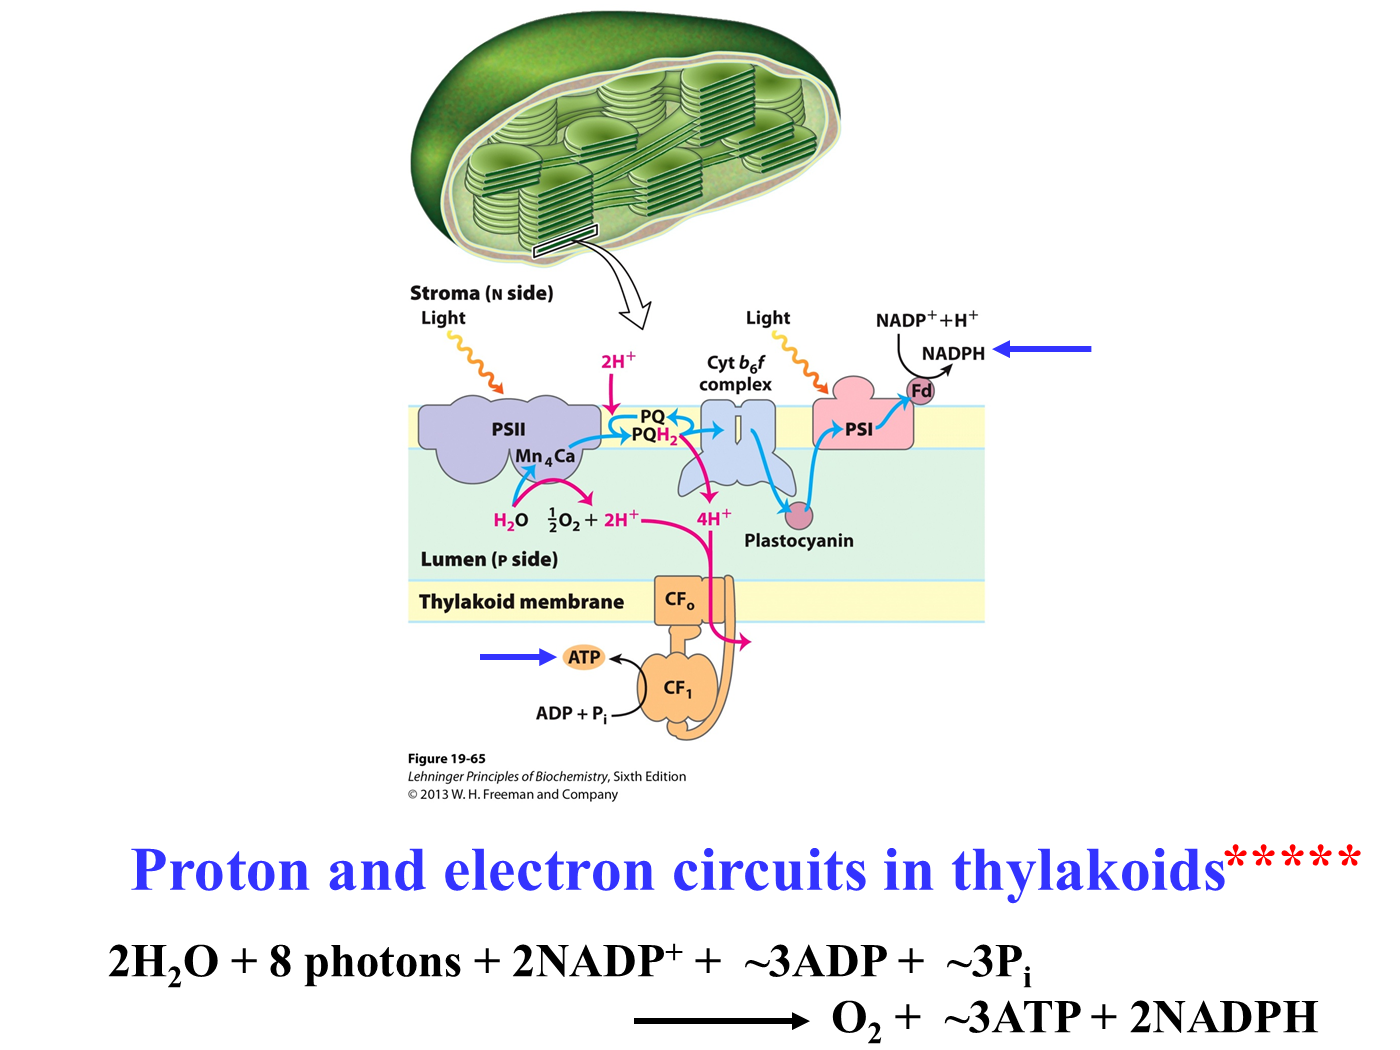 Stroma (N side)
Light
Light
NADP⁺+H⁺
NADPH
2H⁺
Cyt b₆f
complex
Fd
PSII
PQ
PQH₂
PSI
Mn₄Ca
H₂O ½O₂ + 2H⁺
4H⁺
Plastocyanin
Lumen (P side)
Thylakoid membrane
CFₒ
ATP
CF₁
ADP + Pᵢ
Figure 19-65
Lehninger Principles of Biochemistry, Sixth Edition
© 2013 W. H. Freeman and Company
Proton and electron circuits in thylakoids*****
2H₂O + 8 photons + 2NADP⁺ + ~3ADP + ~3Pᵢ
⟶ O₂ + ~3ATP + 2NADPH